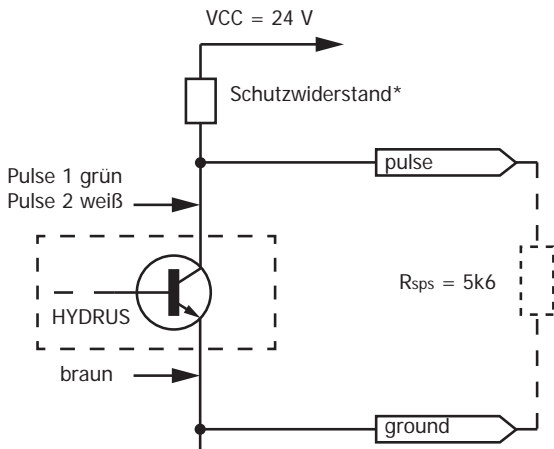 VCC = 24 V
Schutzwiderstand*
pulse
Pulse 1 grün
Pulse 2 weiß
Rsps = 5k6
HYDRUS
braun
ground